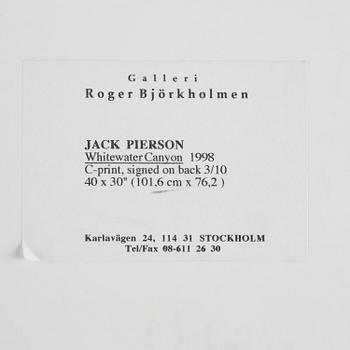 Galleri
Roger Björkholmen
JACK PIERSON
Whitewater Canyon 1998
C-print, signed on back 3/10
40 x 30" (101,6 cm x 76,2 )
Karlavägen 24, 114 31 STOCKHOLM
Tel/Fax 08-611 26 30